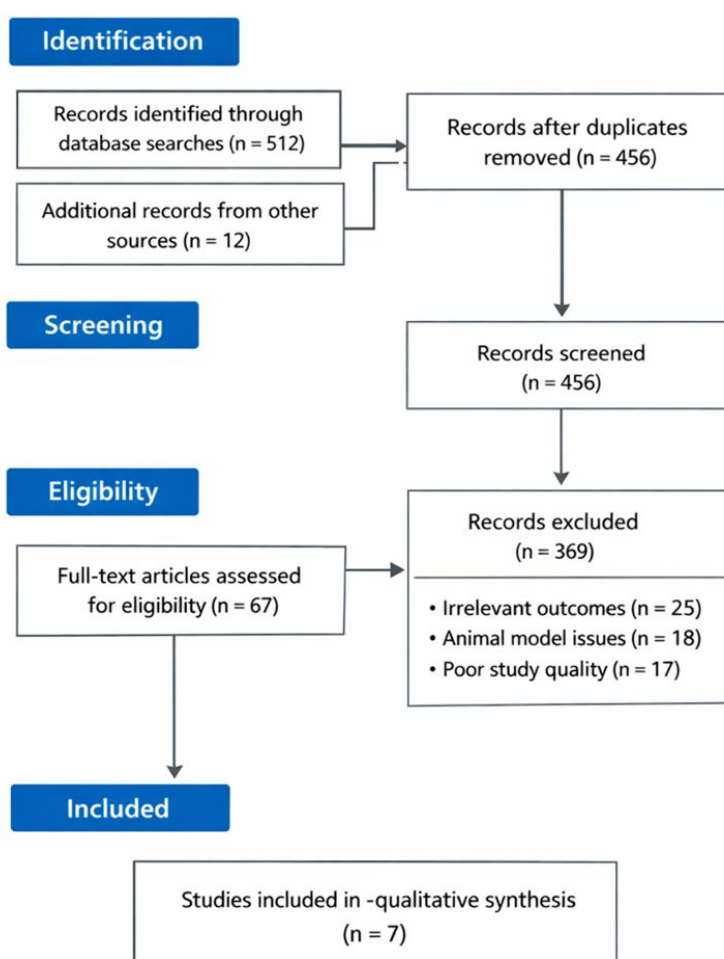 Identification
Records identified through
database searches (n = 512)
Records after duplicates
removed (n = 456)
Additional records from other
sources (n = 12)
Screening
Records screened
(n = 456)
Eligibility
Full-text articles assessed
for eligibility (n = 67)
Records excluded
(n = 369)
• Irrelevant outcomes (n = 25)
• Animal model issues (n = 18)
• Poor study quality (n = 17)
Included
Studies included in -qualitative synthesis
(n = 7)